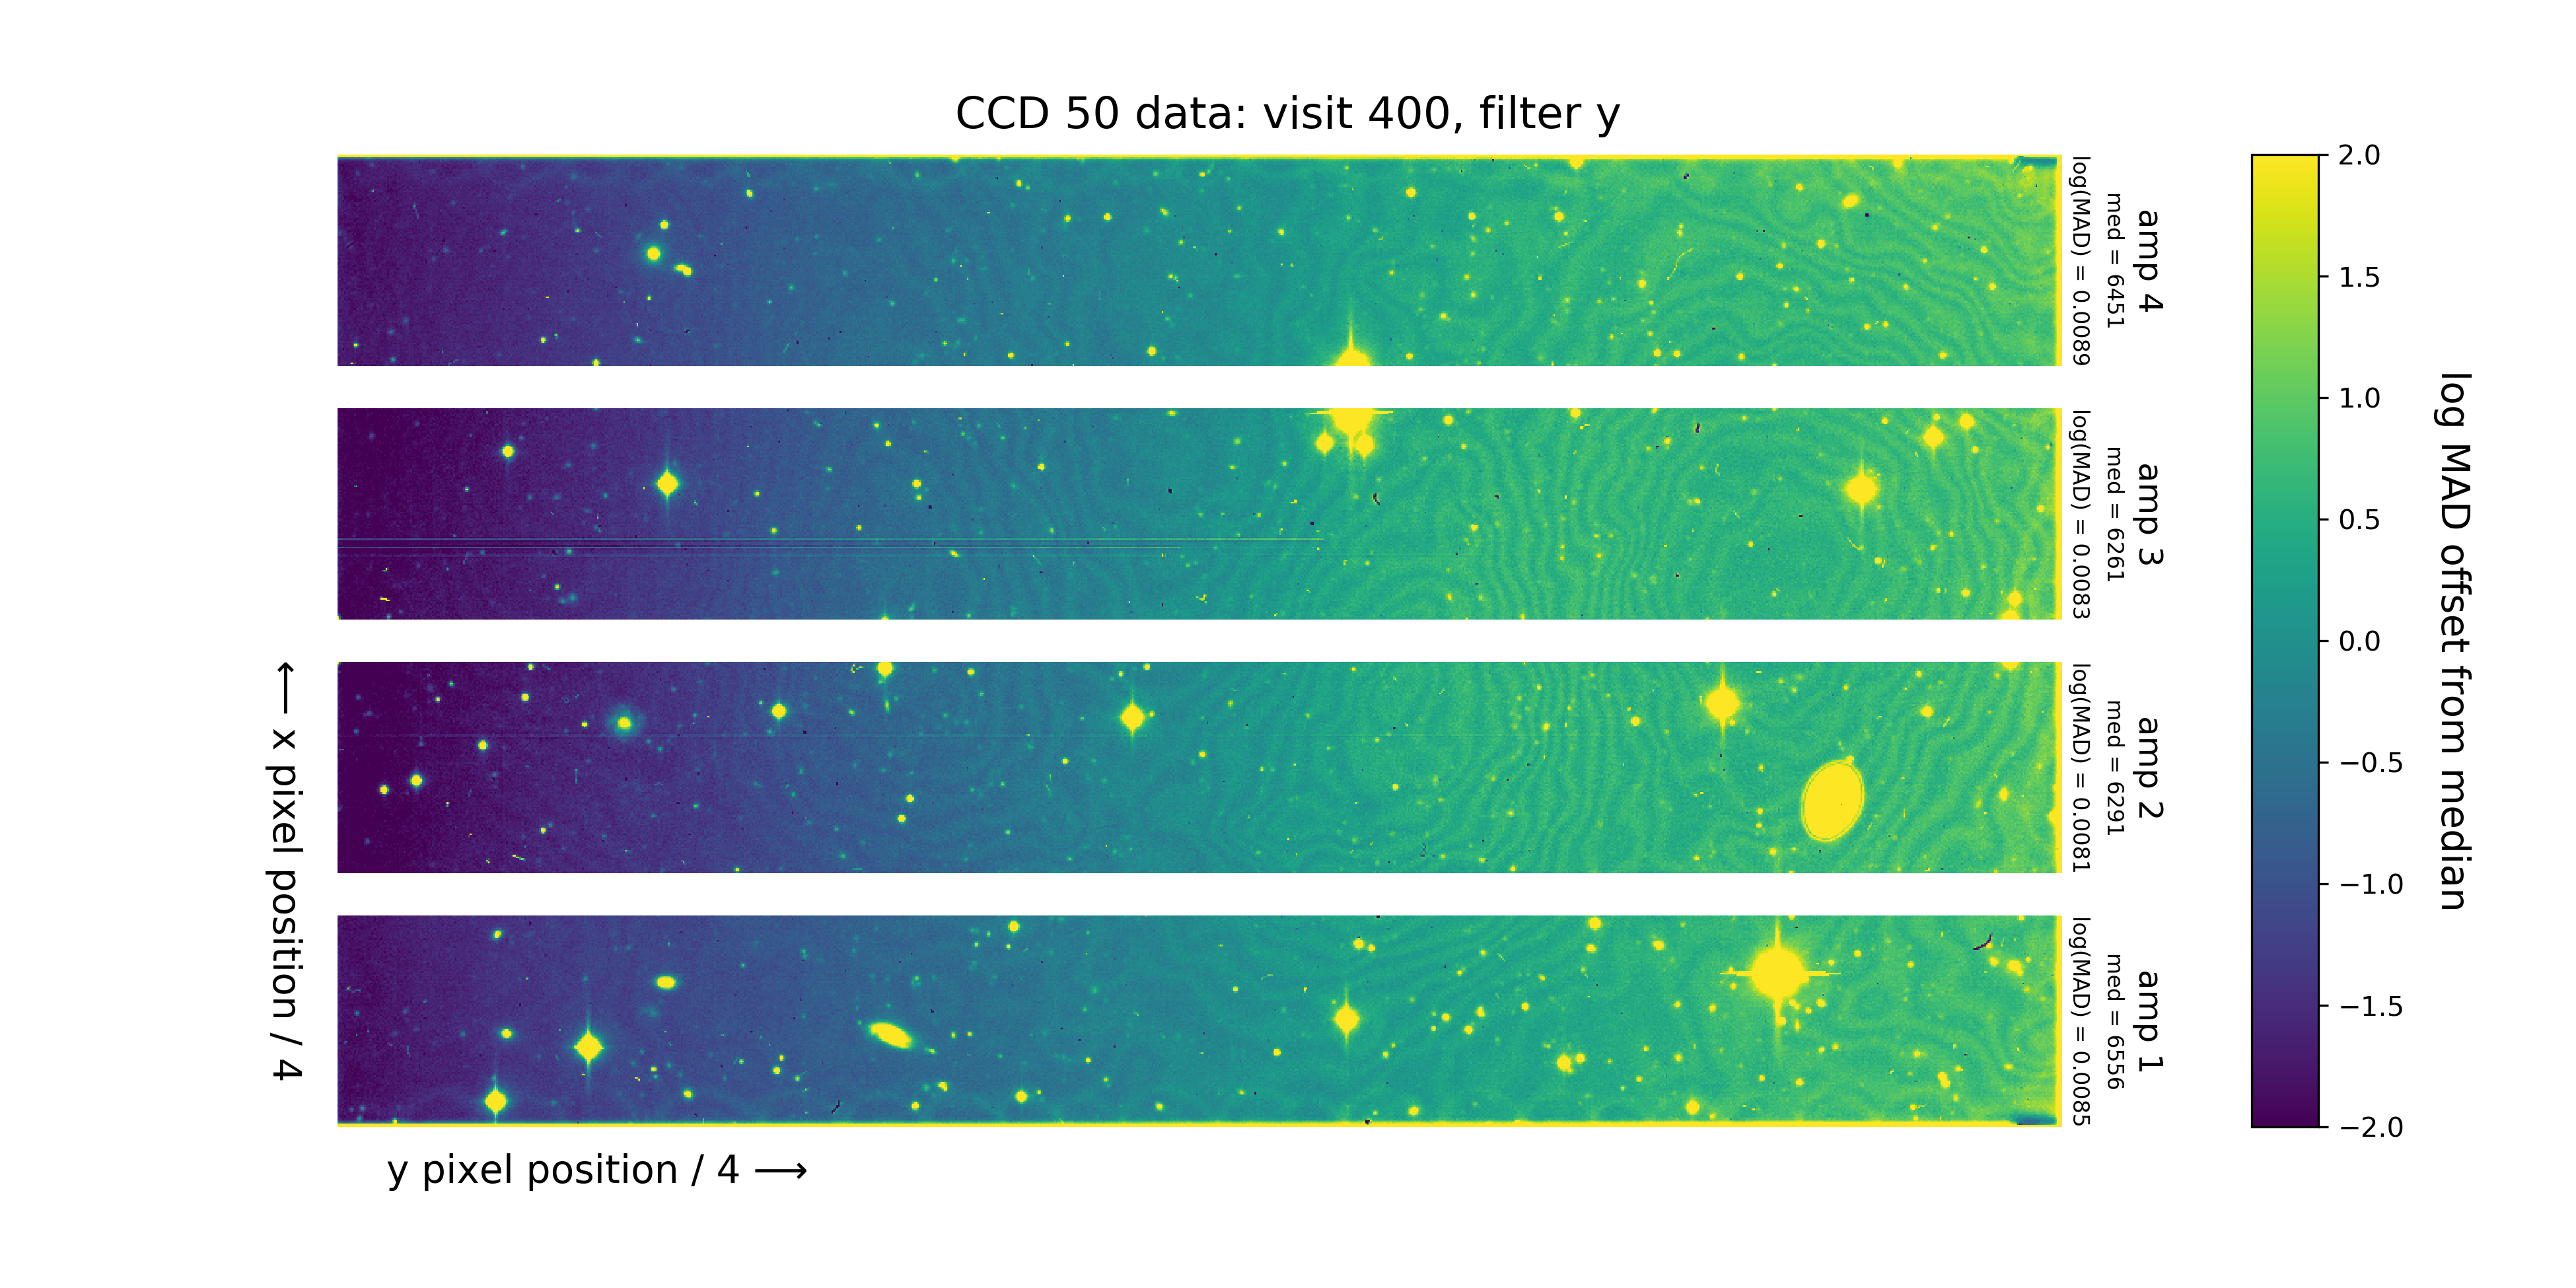 CCD 50 data: visit 400, filter y
amp 4
med = 6451
log(MAD) = 0.0089
amp 3
med = 6261
log(MAD) = 0.0083
amp 2
med = 6291
log(MAD) = 0.0081
amp 1
med = 6556
log(MAD) = 0.0085
⟵ x pixel position / 4
y pixel position / 4 ⟶
2.0
1.5
1.0
0.5
0.0
−0.5
−1.0
−1.5
−2.0
log MAD offset from median